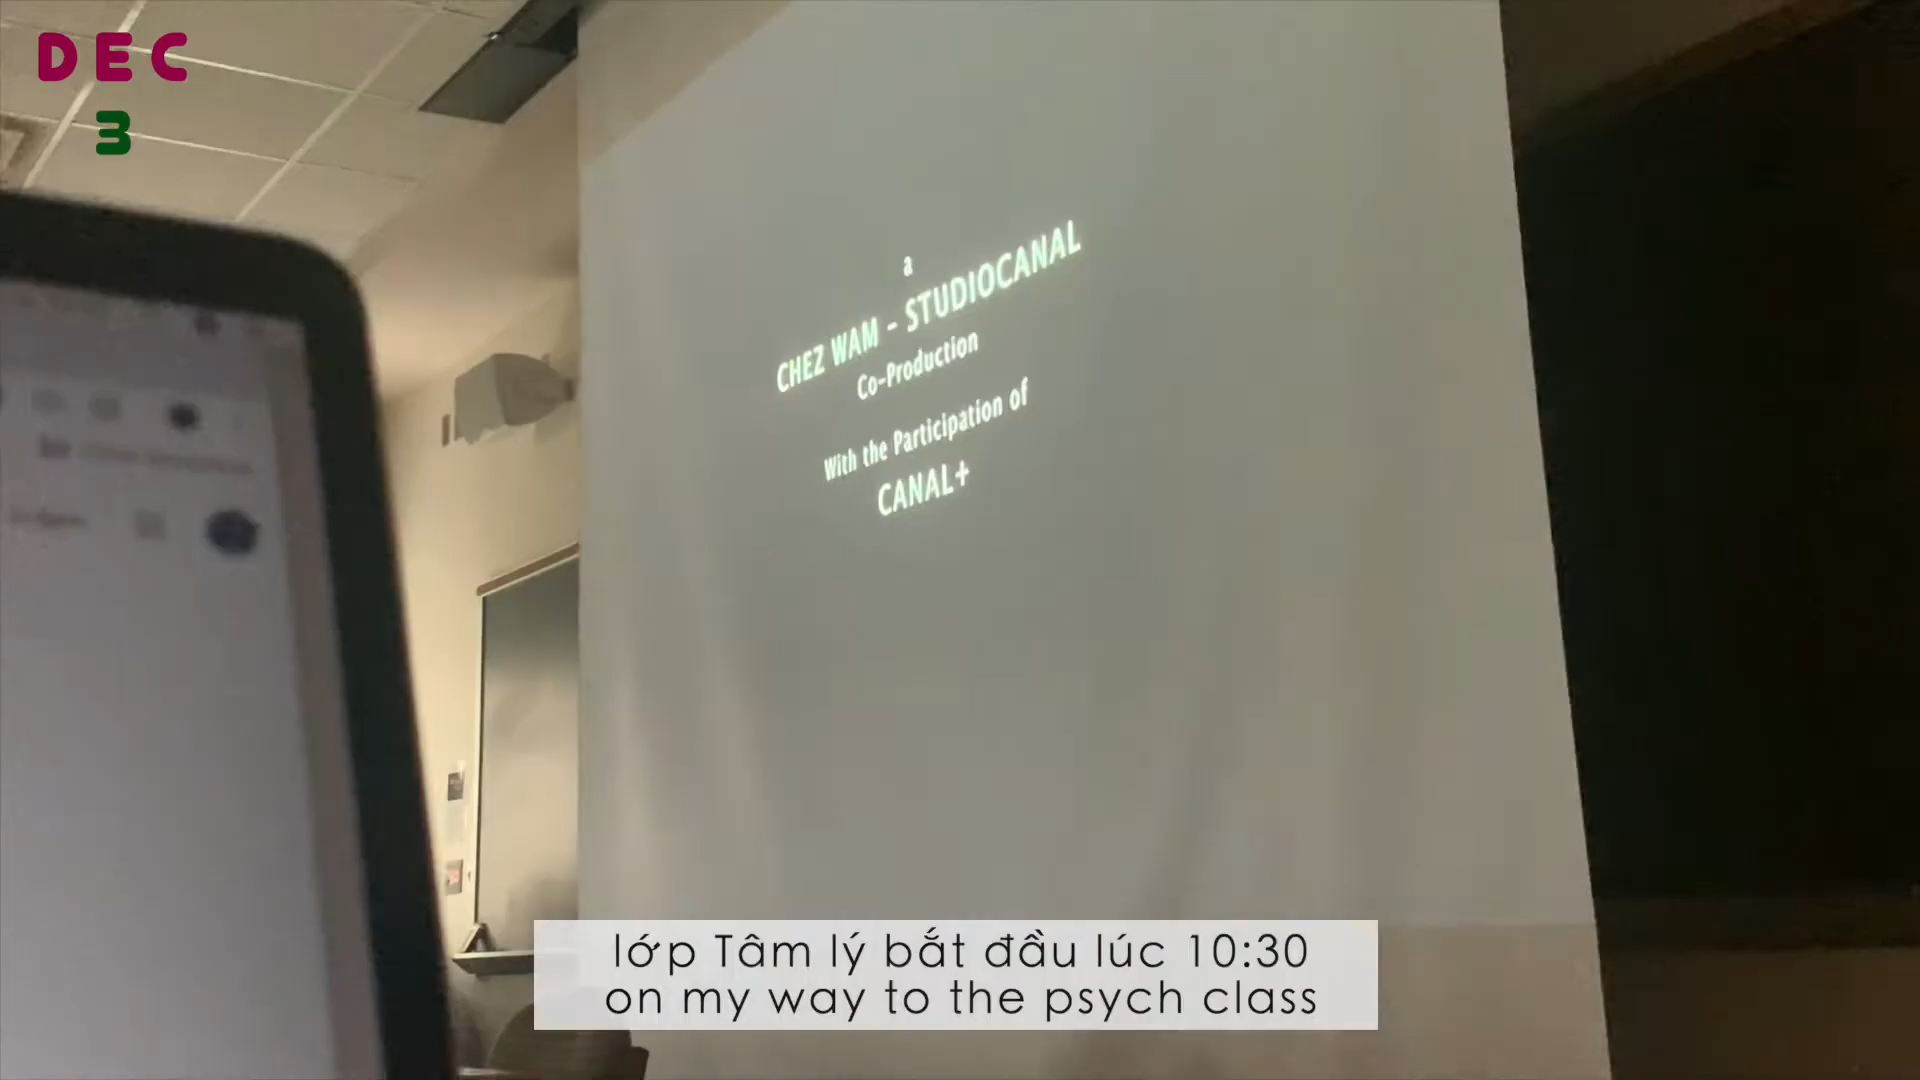 DEC
3
a
CHEZ WAM - STUDIOCANAL
Co-Production
With the Participation of
CANAL+
lớp Tâm lý bắt đầu lúc 10:30
on my way to the psych class